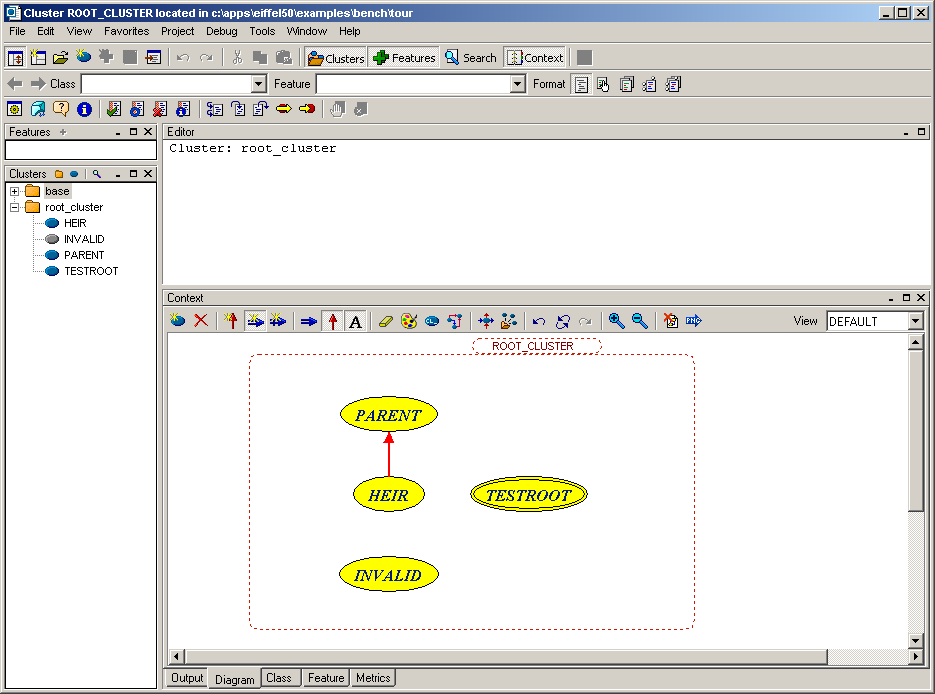 Cluster ROOT_CLUSTER located in c:\apps\eiffel50\examples\bench\tour
File Edit View Favorites Project Debug Tools Window Help
Clusters Features Search Context
Class Feature Format
Features
Editor
Cluster: root_cluster
Clusters
base
root_cluster
HEIR
INVALID
PARENT
TESTROOT
Context
A CL PNG View DEFAULT
ROOT_CLUSTER
PARENT
HEIR
TESTROOT
INVALID
Output Diagram Class Feature Metrics